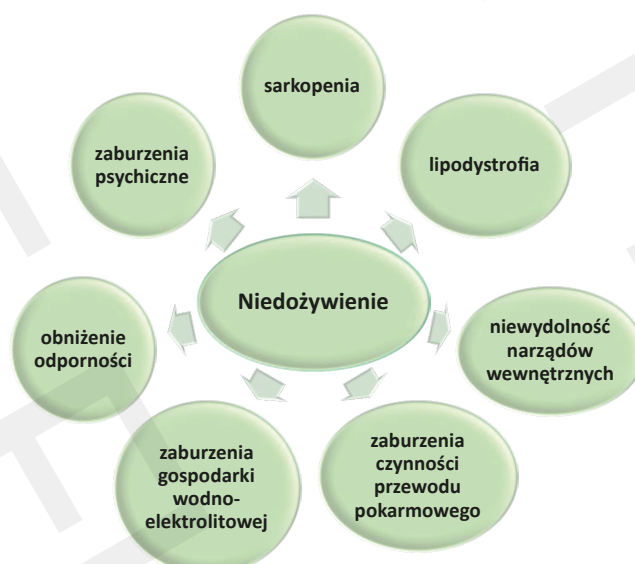 sarkopenia
lipodystrofia
niewydolność
narządów
wewnętrznych
zaburzenia
czynności
przewodu
pokarmowego
zaburzenia
gospodarki
wodno-
elektrolitowej
obniżenie
odporności
zaburzenia
psychiczne
Niedożywienie